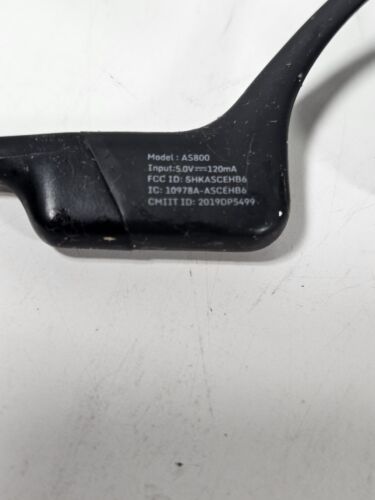 Model : AS800
Input:5.0V⎓120mA
FCC ID: SHKASCEHB6
IC: 10978A-ASCEHB6
CMIIT ID: 2019DP5499